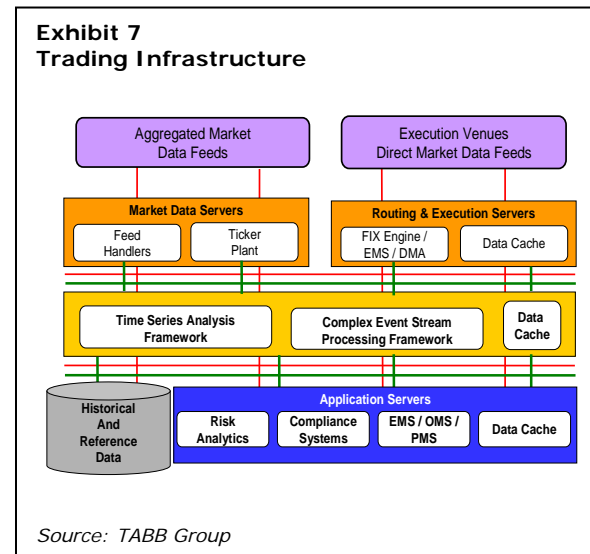 Exhibit 7
Trading Infrastructure
Aggregated Market
Data Feeds
Execution Venues
Direct Market Data Feeds
Market Data Servers
Feed
Handlers
Ticker
Plant
Routing & Execution Servers
FIX Engine /
EMS / DMA
Data Cache
Time Series Analysis
Framework
Complex Event Stream
Processing Framework
Data
Cache
Historical
And
Reference
Data
Application Servers
Risk
Analytics
Compliance
Systems
EMS / OMS /
PMS
Data Cache
Source: TABB Group